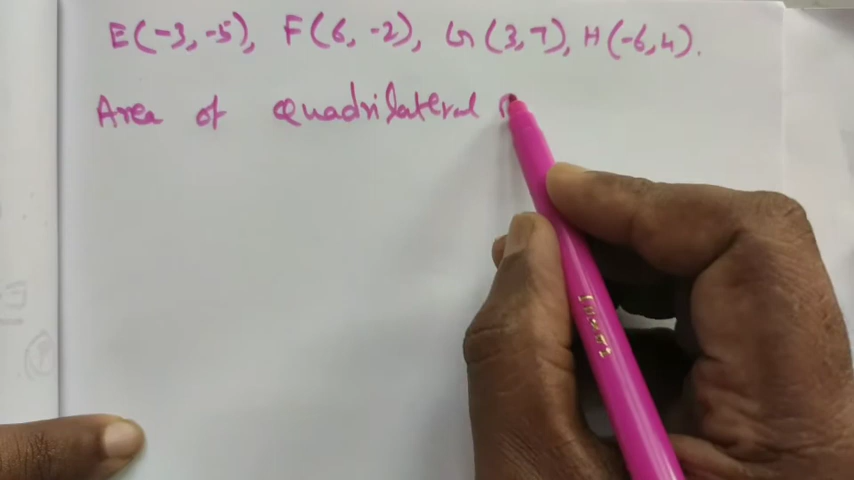 E(-3,-5), F(6,-2), G(3,7), H(-6,4).
Area of quadrilateral